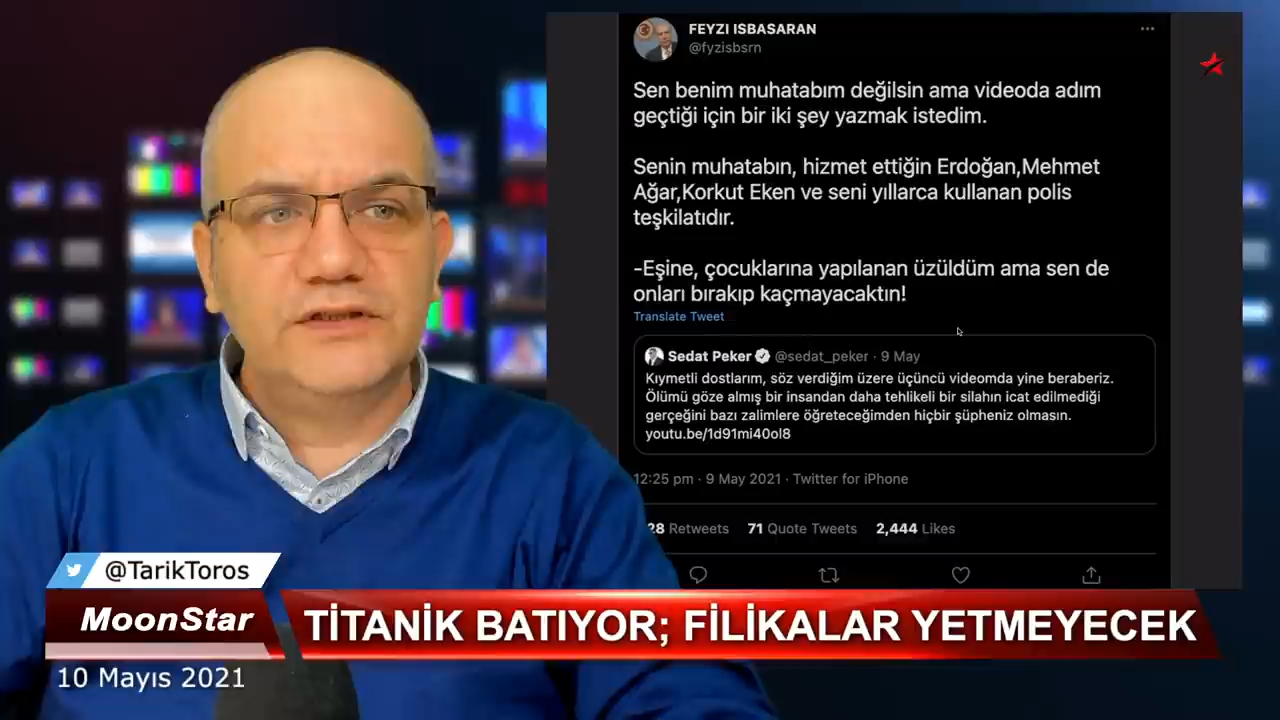 FEYZI ISBASARAN
@fyzisbsrn
Sen benim muhatabım değilsin ama videoda adım
geçtiği için bir iki şey yazmak istedim.
Senin muhatabın, hizmet ettiğin Erdoğan,Mehmet
Ağar,Korkut Eken ve seni yıllarca kullanan polis
teşkilatıdır.
-Eşine, çocuklarına yapılanan üzüldüm ama sen de
onları bırakıp kaçmayacaktın!
Translate Tweet
Sedat Peker @sedat_peker · 9 May
Kıymetli dostlarım, söz verdiğim üzere üçüncü videomda yine beraberiz.
Ölümü göze almış bir insandan daha tehlikeli bir silahın icat edilmediği
gerçeğini bazı zalimlere öğreteceğimden hiçbir şüpheniz olmasın.
youtu.be/1d91mi40ol8
12:25 pm · 9 May 2021 · Twitter for iPhone
28 Retweets 71 Quote Tweets 2,444 Likes
@TarikToros
MoonStar
TİTANİK BATIYOR; FİLİKALAR YETMEYECEK
10 Mayıs 2021